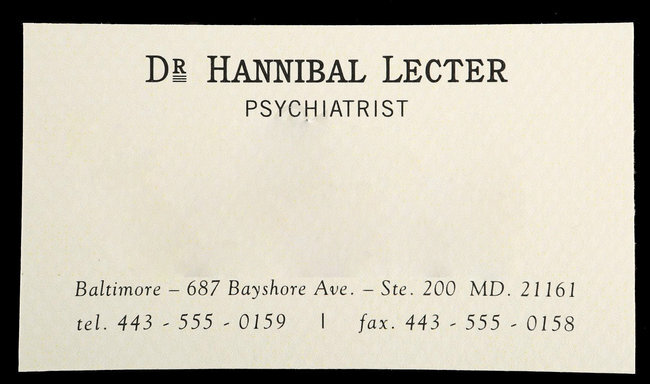 DR HANNIBAL LECTER
PSYCHIATRIST
Baltimore – 687 Bayshore Ave. – Ste. 200 MD. 21161
tel. 443 - 555 - 0159 | fax. 443 - 555 - 0158